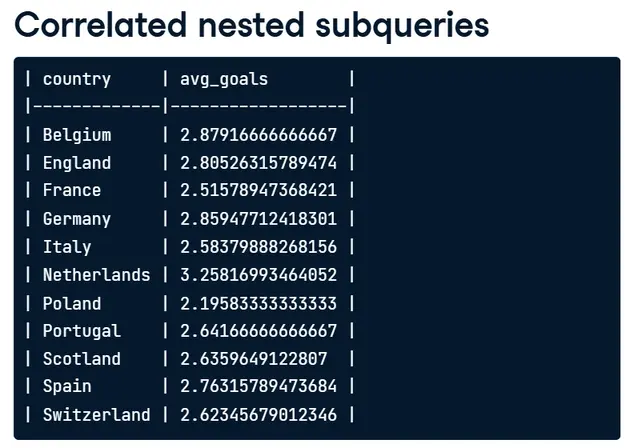 Correlated nested subqueries
| country     | avg_goals        |
|-------------|------------------|
| Belgium     | 2.87916666666667 |
| England     | 2.80526315789474 |
| France      | 2.51578947368421 |
| Germany     | 2.85947712418301 |
| Italy       | 2.58379888268156 |
| Netherlands | 3.25816993464052 |
| Poland      | 2.19583333333333 |
| Portugal    | 2.64166666666667 |
| Scotland    | 2.6359649122807  |
| Spain       | 2.76315789473684 |
| Switzerland | 2.62345679012346 |